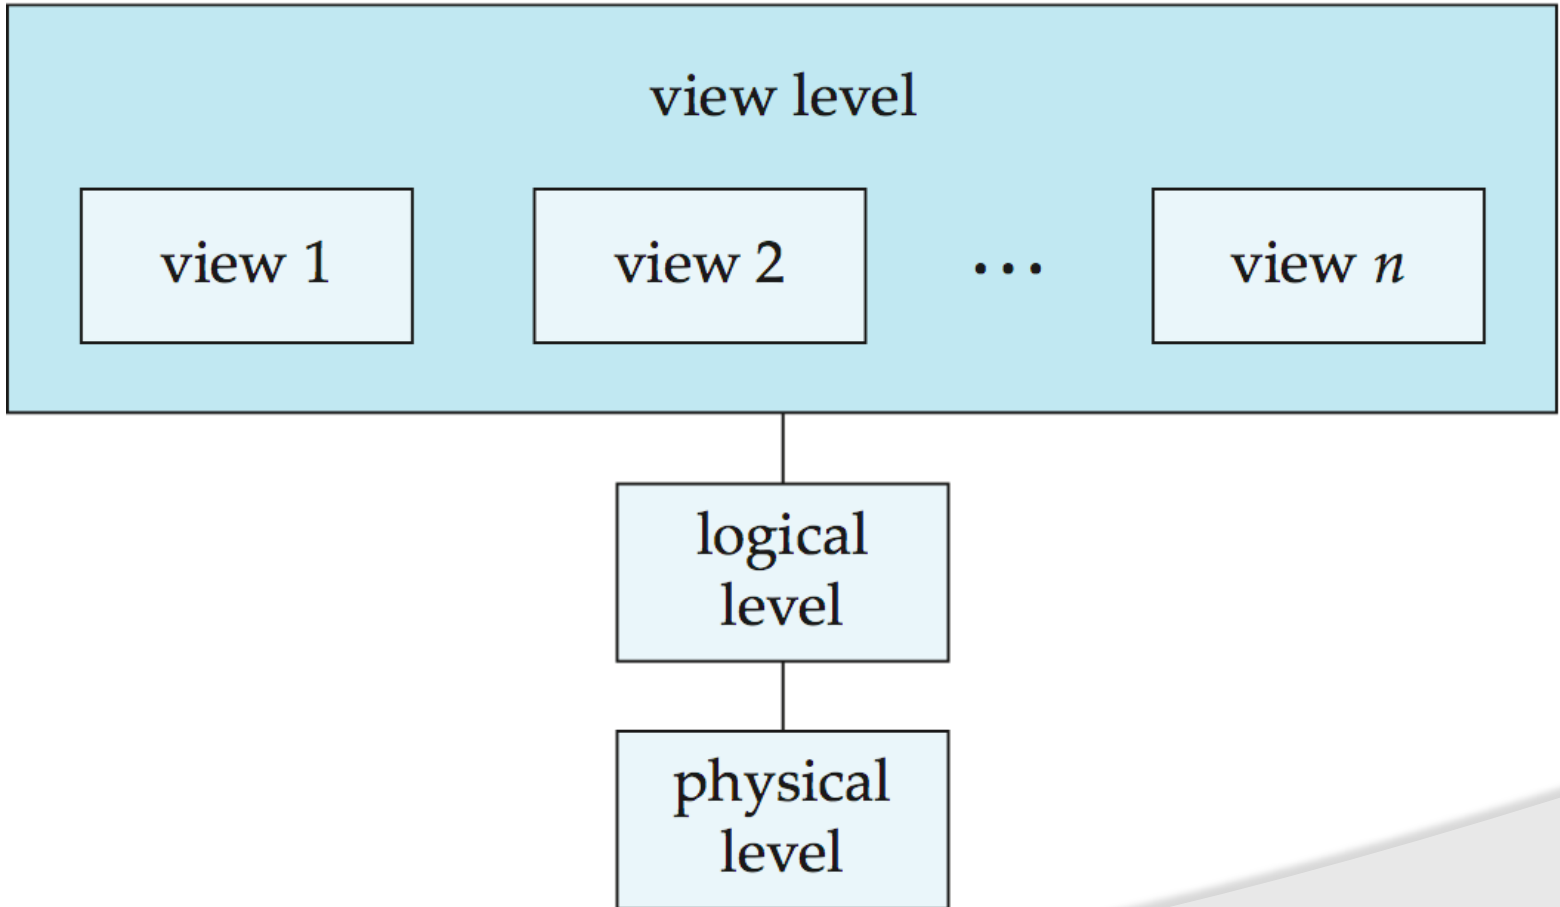 view level
view 1
view 2
...
view n
logical
level
physical
level